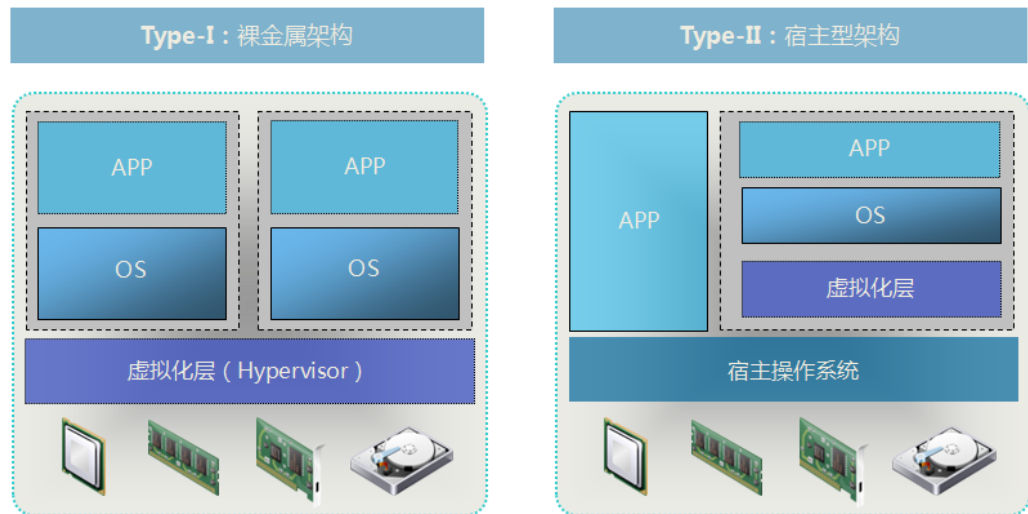 Type-I：裸金属架构
APP
APP
OS
OS
虚拟化层（Hypervisor）
Type-II：宿主型架构
APP
APP
OS
虚拟化层
宿主操作系统